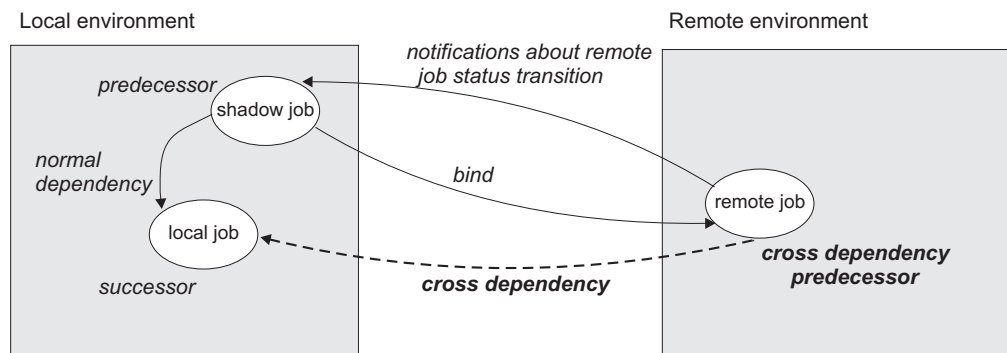 Local environment
Remote environment
notifications about remote
job status transition
predecessor
shadow job
normal
dependency
bind
remote job
local job
cross dependency
predecessor
cross dependency
successor